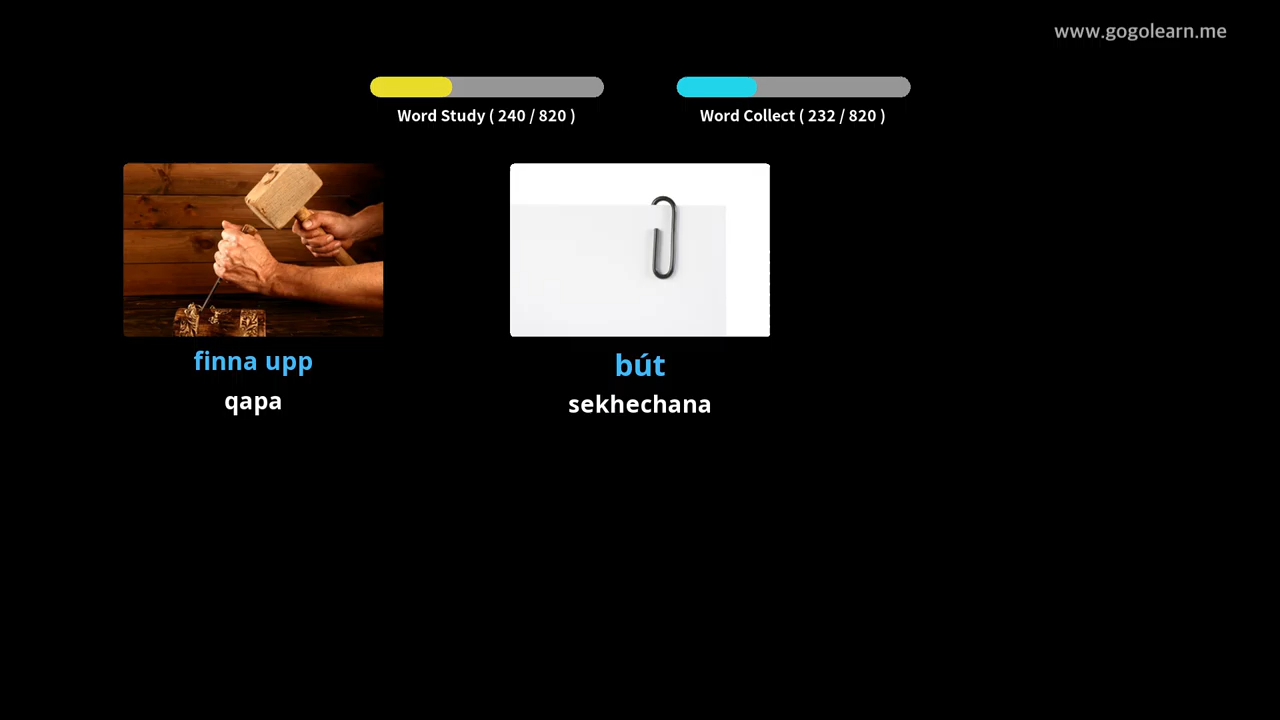 www.gogolearn.me
Word Study ( 240 / 820 )
Word Collect ( 232 / 820 )
finna upp
qapa
bút
sekhechana